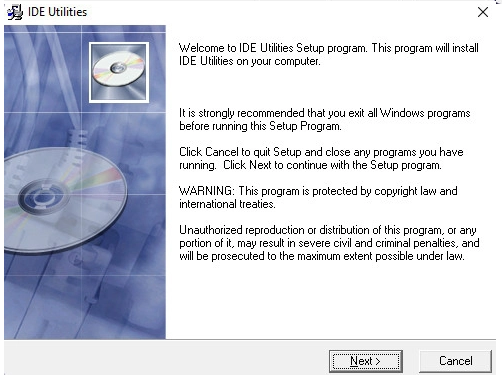 IDE Utilities
Welcome to IDE Utilities Setup program. This program will install
IDE Utilities on your computer.
It is strongly recommended that you exit all Windows programs
before running this Setup Program.
Click Cancel to quit Setup and close any programs you have
running. Click Next to continue with the Setup program.
WARNING: This program is protected by copyright law and
international treaties.
Unauthorized reproduction or distribution of this program, or any
portion of it, may result in severe civil and criminal penalties, and
will be prosecuted to the maximum extent possible under law.
Next >
Cancel